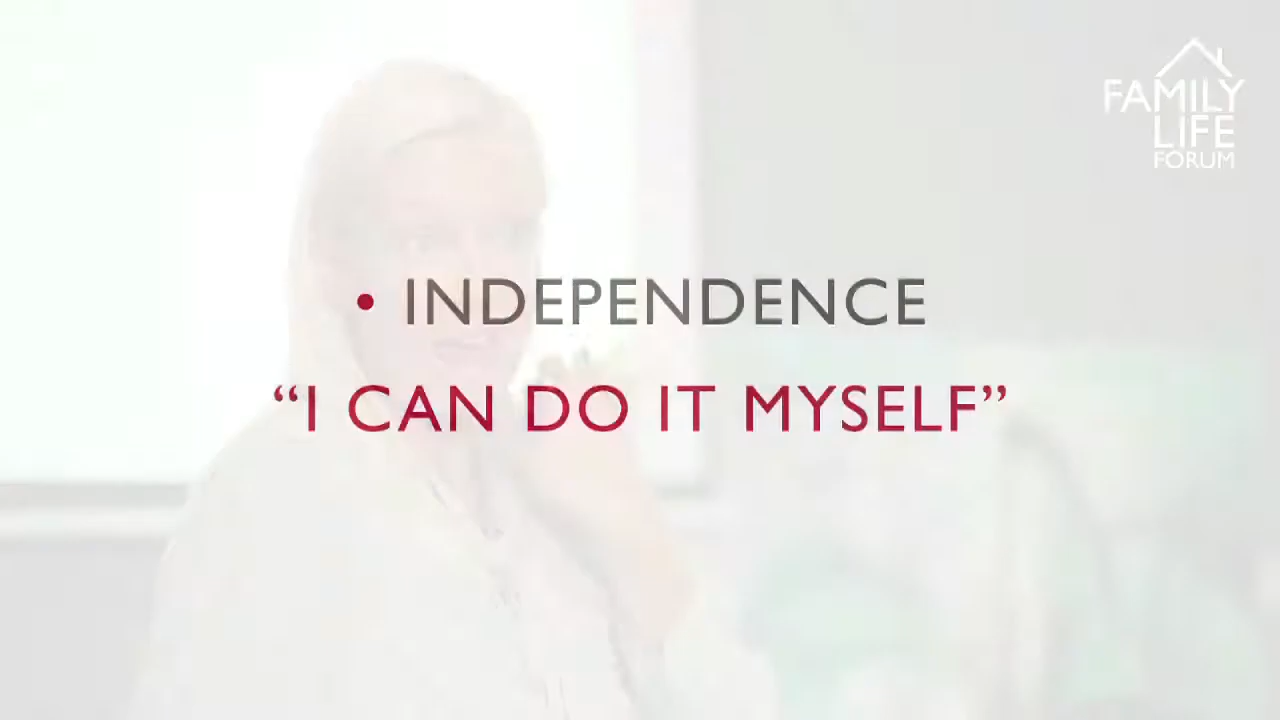 FAMILY
LIFE
FORUM
• INDEPENDENCE
“I CAN DO IT MYSELF”